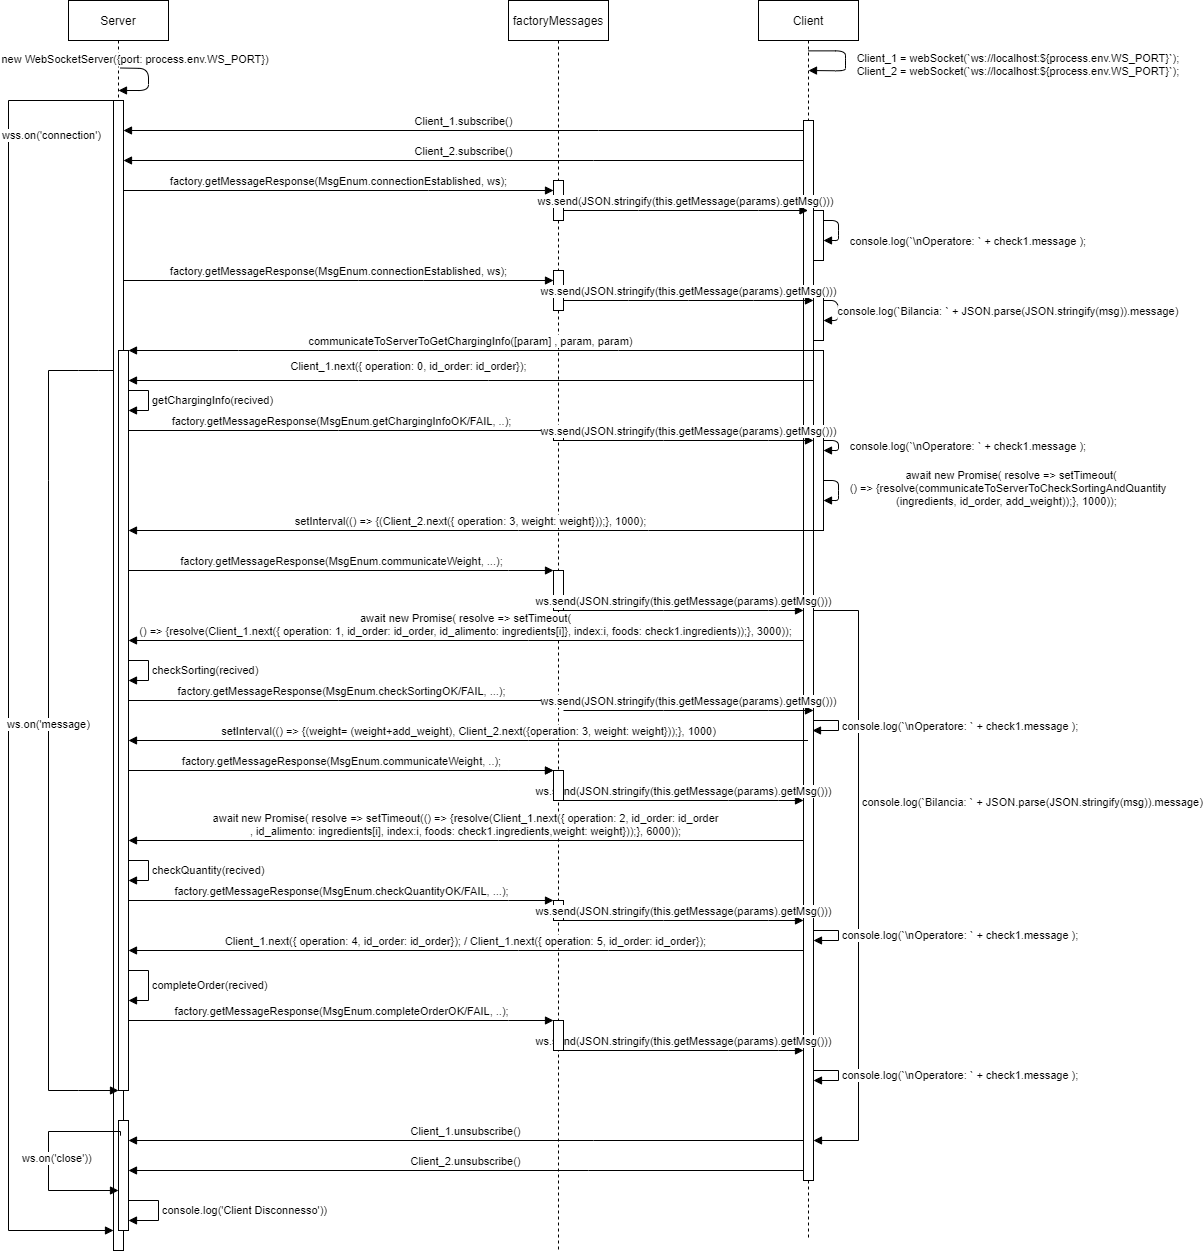 Server
factoryMessages
Client
new WebSocketServer({port: process.env.WS_PORT})
Client_1 = webSocket(`ws://localhost:${process.env.WS_PORT}`);
Client_2 = webSocket(`ws://localhost:${process.env.WS_PORT}`);
wss.on('connection')
Client_1.subscribe()
Client_2.subscribe()
factory.getMessageResponse(MsgEnum.connectionEstablished, ws);
ws.send(JSON.stringify(this.getMessage(params).getMsg()))
console.log(`\nOperatore: ` + check1.message );
factory.getMessageResponse(MsgEnum.connectionEstablished, ws);
ws.send(JSON.stringify(this.getMessage(params).getMsg()))
console.log(`Bilancia: ` + JSON.parse(JSON.stringify(msg)).message)
communicateToServerToGetChargingInfo([param] , param, param)
Client_1.next({ operation: 0, id_order: id_order});
getChargingInfo(recived)
factory.getMessageResponse(MsgEnum.getChargingInfoOK/FAIL, ..);
ws.send(JSON.stringify(this.getMessage(params).getMsg()))
console.log(`\nOperatore: ` + check1.message );
await new Promise( resolve => setTimeout(
() => {resolve(communicateToServerToCheckSortingAndQuantity
(ingredients, id_order, add_weight));}, 1000));
setInterval(() => {(Client_2.next({ operation: 3, weight: weight}));}, 1000);
factory.getMessageResponse(MsgEnum.communicateWeight, ...);
ws.send(JSON.stringify(this.getMessage(params).getMsg()))
await new Promise( resolve => setTimeout(
() => {resolve(Client_1.next({ operation: 1, id_order: id_order, id_alimento: ingredients[i]}, index:i, foods: check1.ingredients));}, 3000));
checkSorting(recived)
factory.getMessageResponse(MsgEnum.checkSortingOK/FAIL, ...);
ws.send(JSON.stringify(this.getMessage(params).getMsg()))
ws.on('message)
console.log(`\nOperatore: ` + check1.message );
setInterval(() => {(weight= (weight+add_weight), Client_2.next({operation: 3, weight: weight}));}, 1000)
factory.getMessageResponse(MsgEnum.communicateWeight, ..);
ws. nd(JSON.stringify(this.getMessage(params).getMsg()))
console.log(`Bilancia: ` + JSON.parse(JSON.stringify(msg)).message)
await new Promise( resolve => setTimeout(() => {resolve(Client_1.next({ operation: 2, id_order: id_order
, id_alimento: ingredients[i], index:i, foods: check1.ingredients,weight: weight}));}, 6000));
checkQuantity(recived)
factory.getMessageResponse(MsgEnum.checkQuantityOK/FAIL, ...);
ws.send(JSON.stringify(this.getMessage(params).getMsg()))
console.log(`\nOperatore: ` + check1.message );
Client_1.next({ operation: 4, id_order: id_order}); / Client_1.next({ operation: 5, id_order: id_order});
completeOrder(recived)
factory.getMessageResponse(MsgEnum.completeOrderOK/FAIL, ..);
ws. nd(JSON.stringify(this.getMessage(params).getMsg()))
console.log(`\nOperatore: ` + check1.message );
Client_1.unsubscribe()
ws.on('close'))
Client_2.unsubscribe()
console.log('Client Disconnesso'))